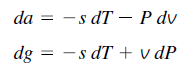 da = −s dT − P dv
dg = −s dT + v dP